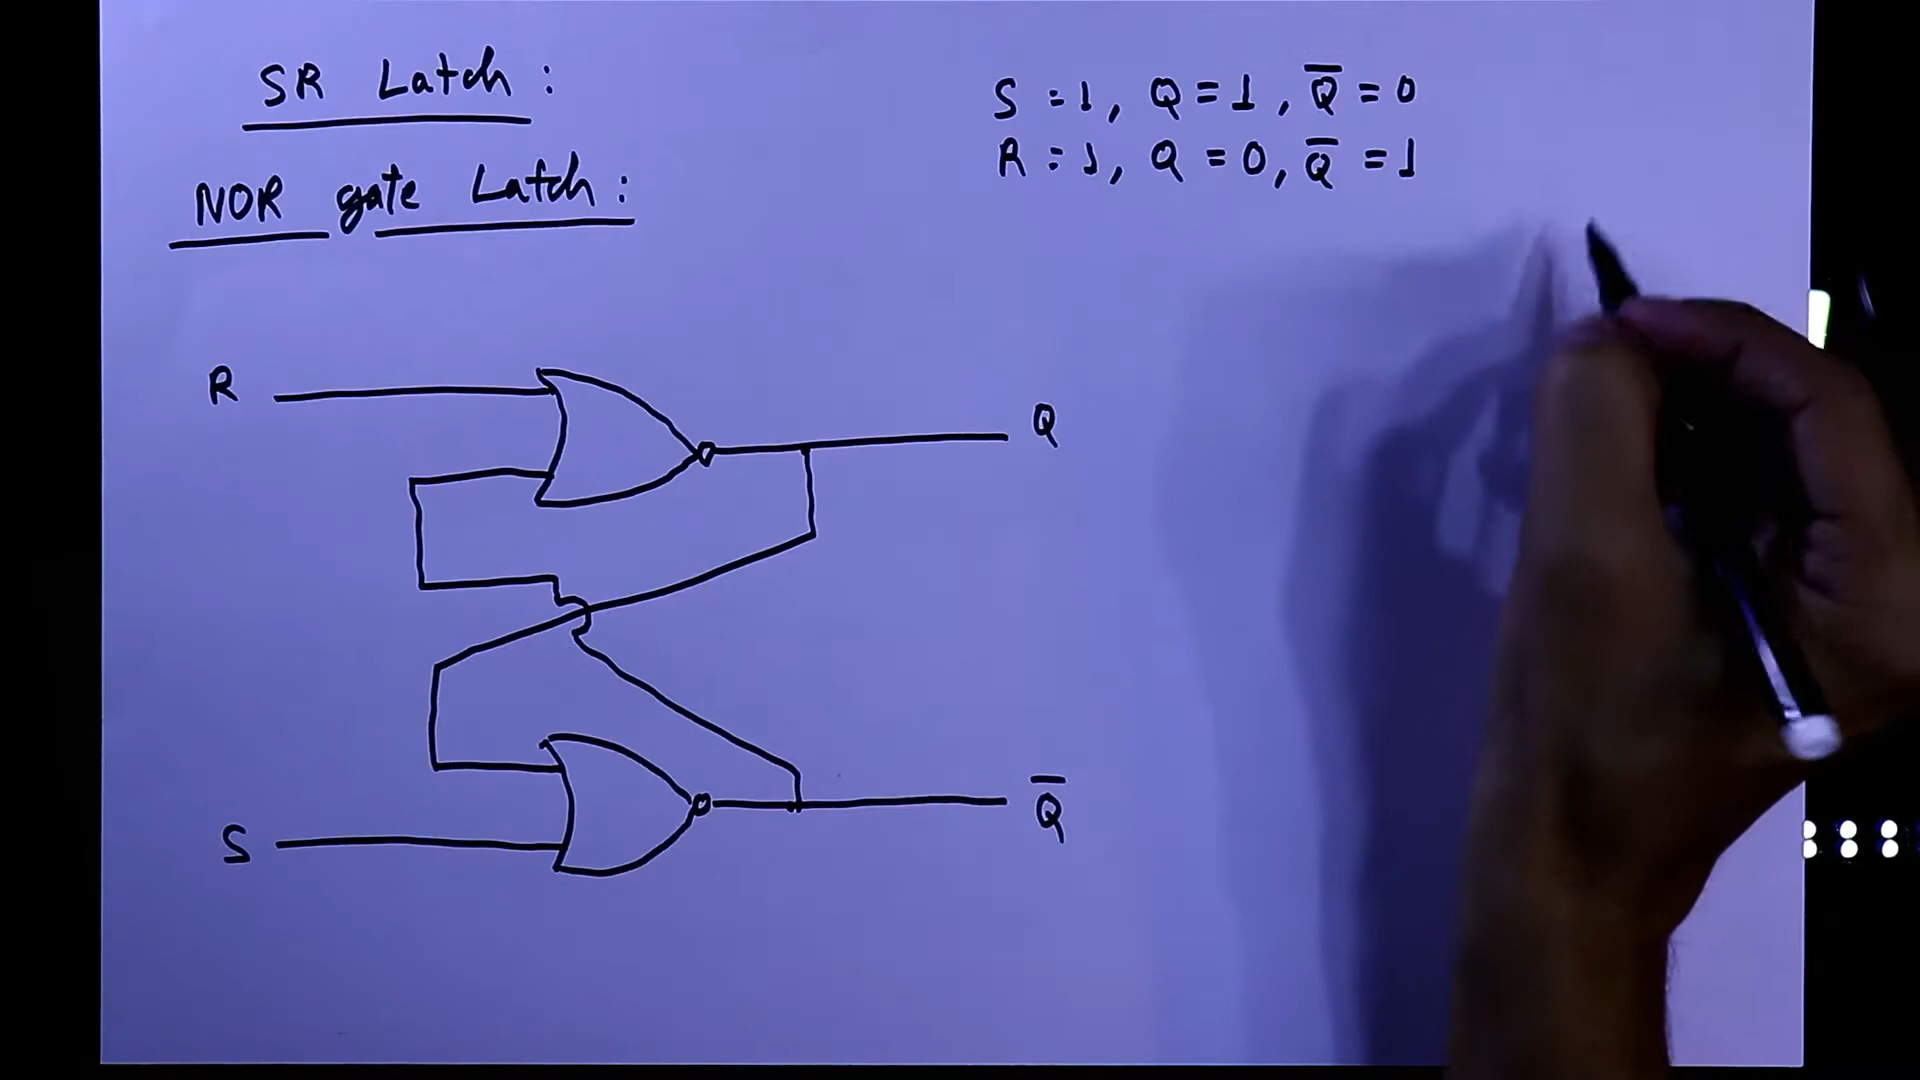 SR Latch :
NOR gate Latch :
S = 1, Q = 1, Q̅ = 0
R = 1, Q = 0, Q̅ = 1
R
Q
S
Q̅